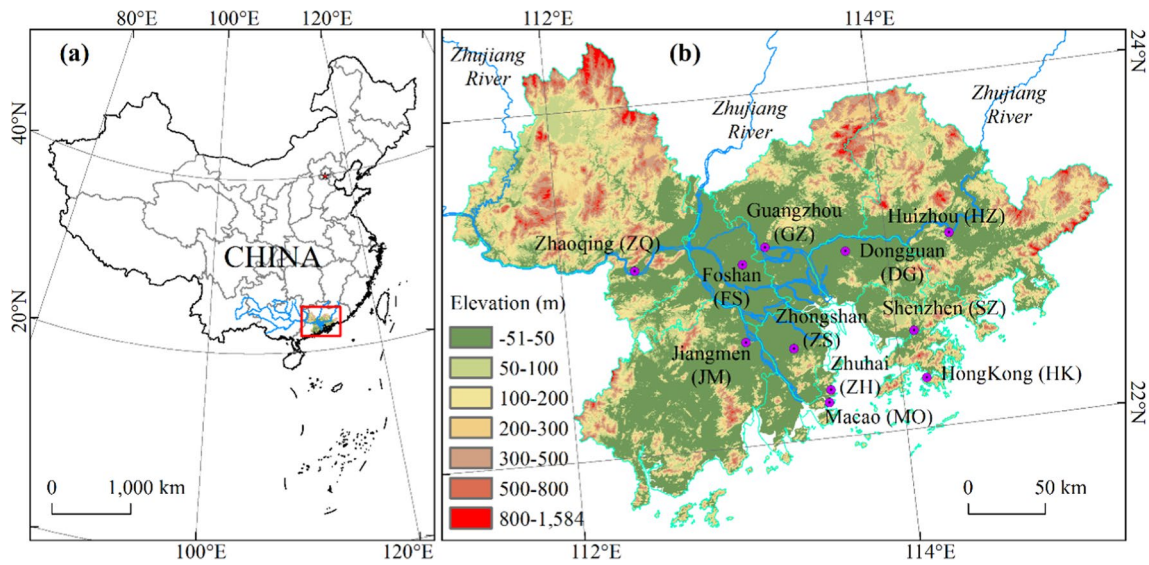 80°E
100°E
120°E
112°E
114°E
(a)
40°N
20°N
CHINA
0
1,000 km
100°E
120°E
(b)
Zhujiang
River
Zhujiang
River
Zhujiang
River
24°N
22°N
Guangzhou
(GZ)
Huizhou (HZ)
Zhaoqing (ZQ)
Dongguan
(DG)
Foshan
(FS)
Shenzhen (SZ)
Zhongshan
(ZS)
Jiangmen
(JM)
Zhuhai
(ZH)
HongKong (HK)
Macao (MO)
Elevation (m)
-51-50
50-100
100-200
200-300
300-500
500-800
800-1,584
0
50 km
112°E
114°E